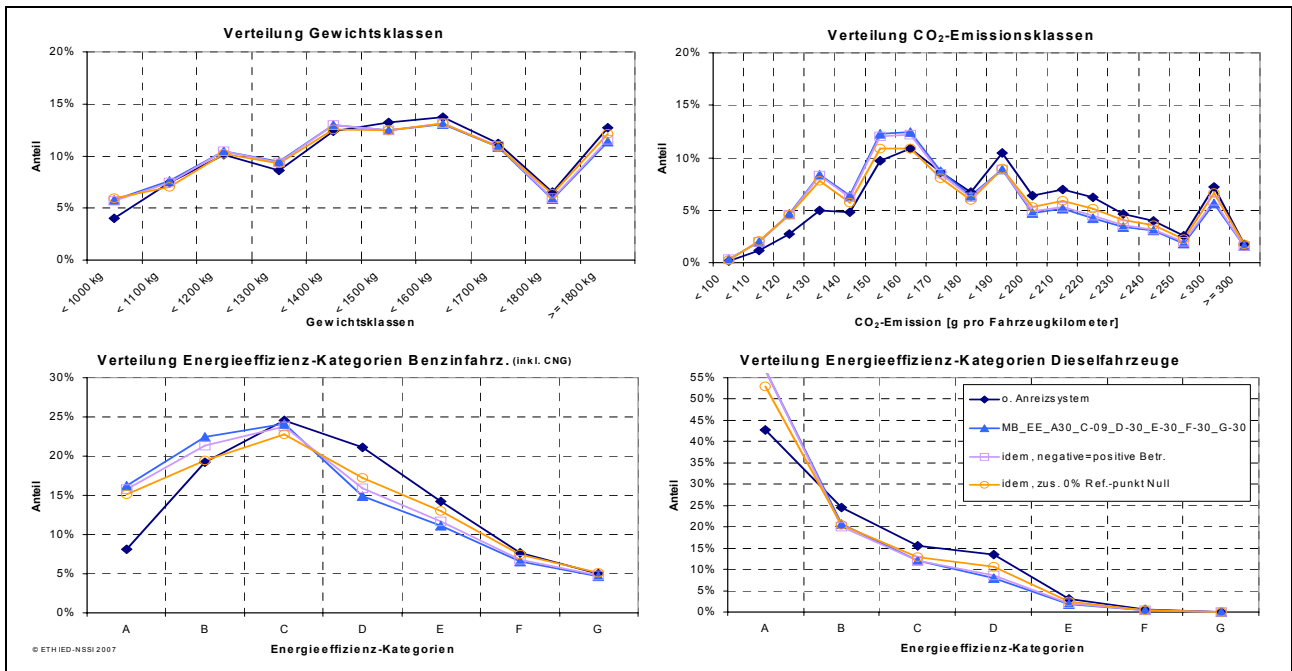 Verteilung Gewichtsklassen
20%
15%
10%
5%
0%
Anteil
< 1000 kg
< 1100 kg
< 1200 kg
< 1300 kg
< 1400 kg
< 1500 kg
< 1600 kg
< 1700 kg
< 1800 kg
>= 1800 kg
Gewichtsklassen
Verteilung CO₂-Emissionsklassen
20%
15%
10%
5%
0%
Anteil
< 100
< 110
< 120
< 130
< 140
< 150
< 160
< 170
< 180
< 190
< 200
< 210
< 220
< 230
< 240
< 250
< 300
>= 300
CO₂-Emission [g pro Fahrzeugkilometer]
Verteilung Energieeffizienz-Kategorien Benzinfahrz. (inkl. CNG)
30%
25%
20%
15%
10%
5%
0%
Anteil
A B C D E F G
Energieeffizienz-Kategorien
© ETH IED-NSSI 2007
Verteilung Energieeffizienz-Kategorien Dieselfahrzeuge
55%
50%
45%
40%
35%
30%
25%
20%
15%
10%
5%
0%
Anteil
o. Anreizsystem
MB_EE_A30_C-09_D-30_E-30_F-30_G-30
idem, negative=positive Betr.
idem, zus. 0% Ref.-punkt Null
A B C D E F G
Energieeffizienz-Kategorien